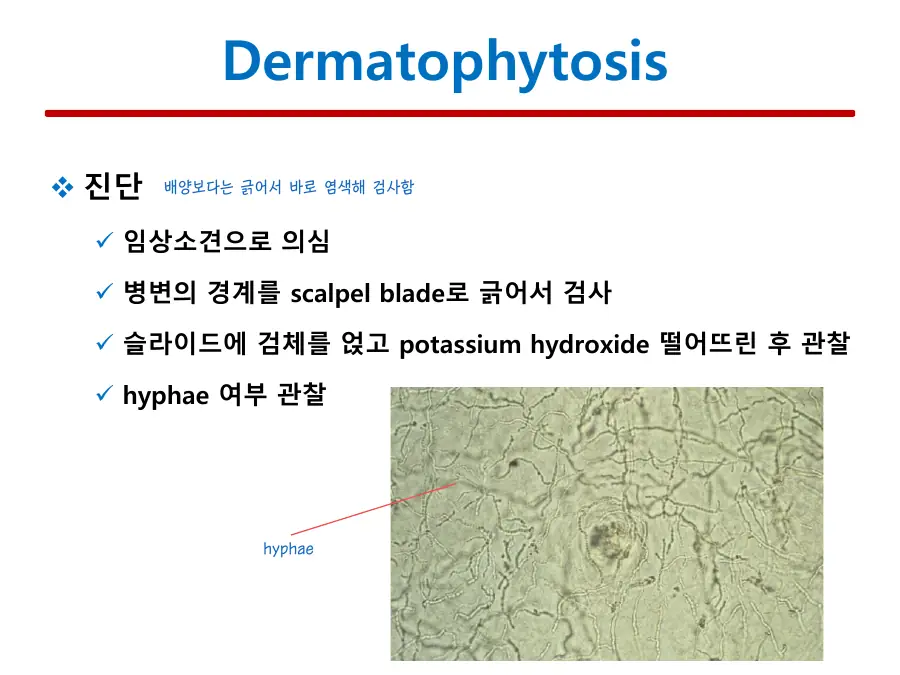 Dermatophytosis
진단 배양보다는 긁어서 바로 염색해 검사함
임상소견으로 의심
병변의 경계를 scalpel blade로 긁어서 검사
슬라이드에 검체를 얹고 potassium hydroxide 떨어뜨린 후 관찰
hyphae 여부 관찰
hyphae